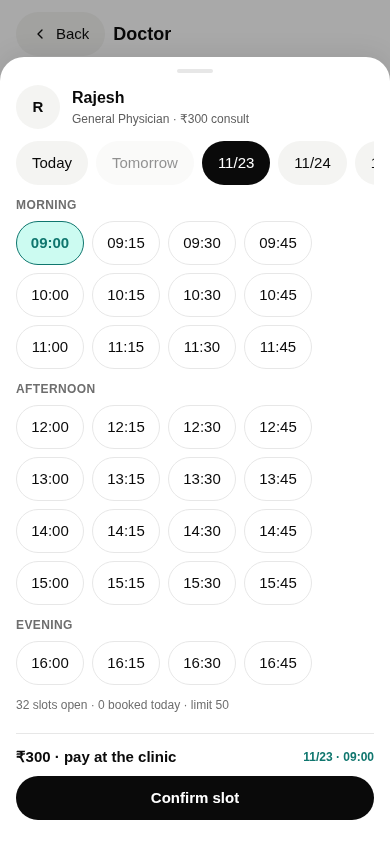 Back Doctor
R
Rajesh
General Physician · ₹300 consult
Today Tomorrow 11/23 11/24
MORNING
09:00 09:15 09:30 09:45
10:00 10:15 10:30 10:45
11:00 11:15 11:30 11:45
AFTERNOON
12:00 12:15 12:30 12:45
13:00 13:15 13:30 13:45
14:00 14:15 14:30 14:45
15:00 15:15 15:30 15:45
EVENING
16:00 16:15 16:30 16:45
32 slots open · 0 booked today · limit 50
₹300 · pay at the clinic 11/23 · 09:00
Confirm slot